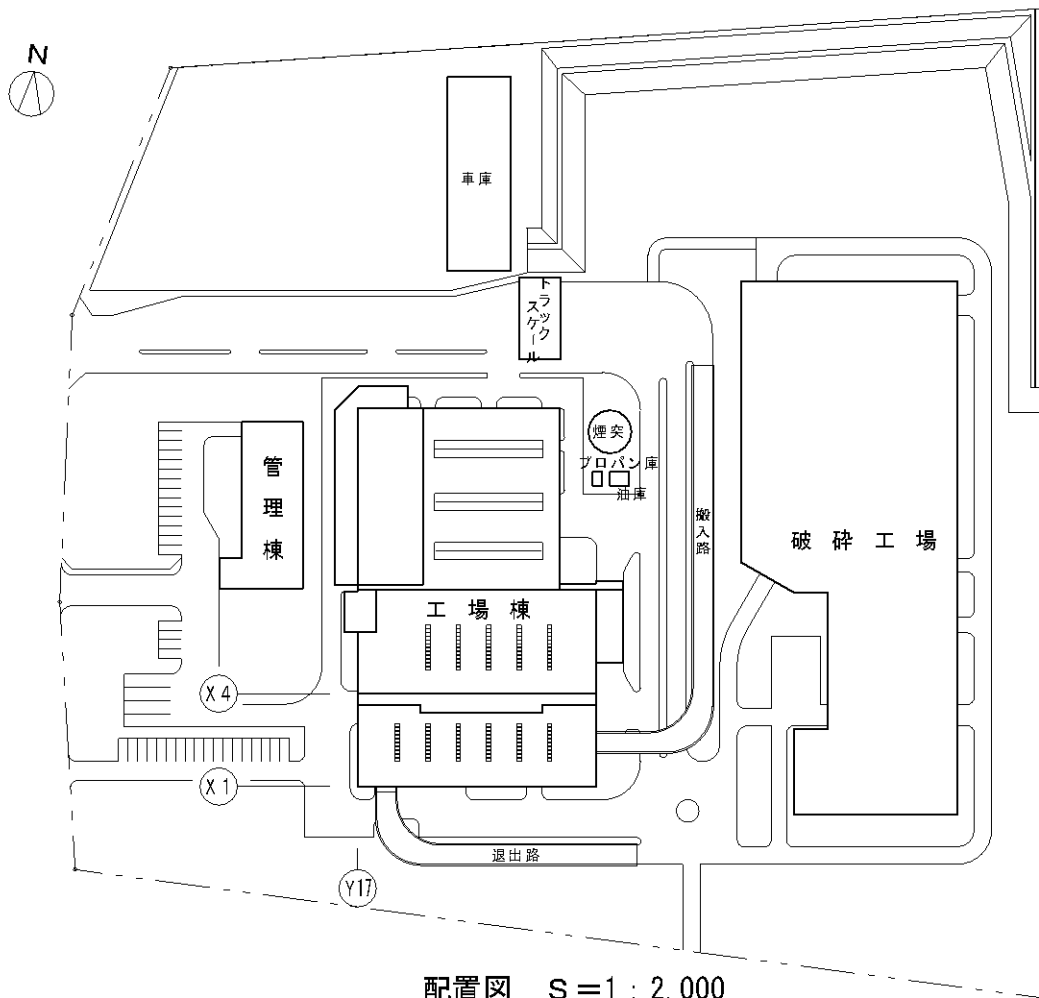 N
車庫
トラック
スケール
煙突
プロパン庫
油庫
管理棟
搬入路
破砕工場
工場棟
X4
X1
退出路
Y17
配置図 S=1:2,000